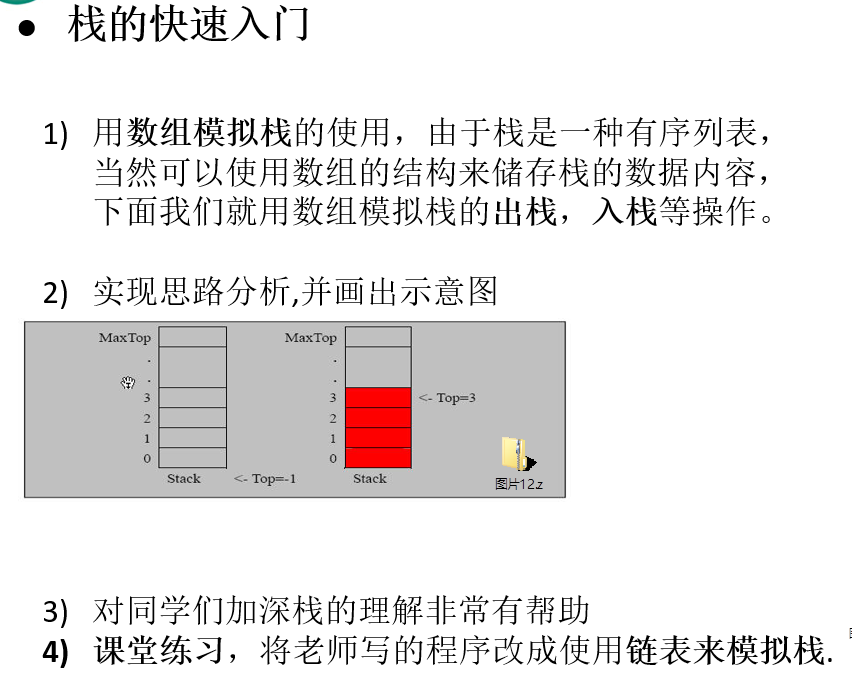 ● 栈的快速入门
1) 用数组模拟栈的使用，由于栈是一种有序列表，
当然可以使用数组的结构来储存栈的数据内容，
下面我们就用数组模拟栈的出栈，入栈等操作。
2) 实现思路分析,并画出示意图
MaxTop MaxTop
. .
. .
3 3 <- Top=3
2 2
1 1
0 0
Stack <- Top=-1 Stack
图片12.z
3) 对同学们加深栈的理解非常有帮助
4) 课堂练习，将老师写的程序改成使用链表来模拟栈.